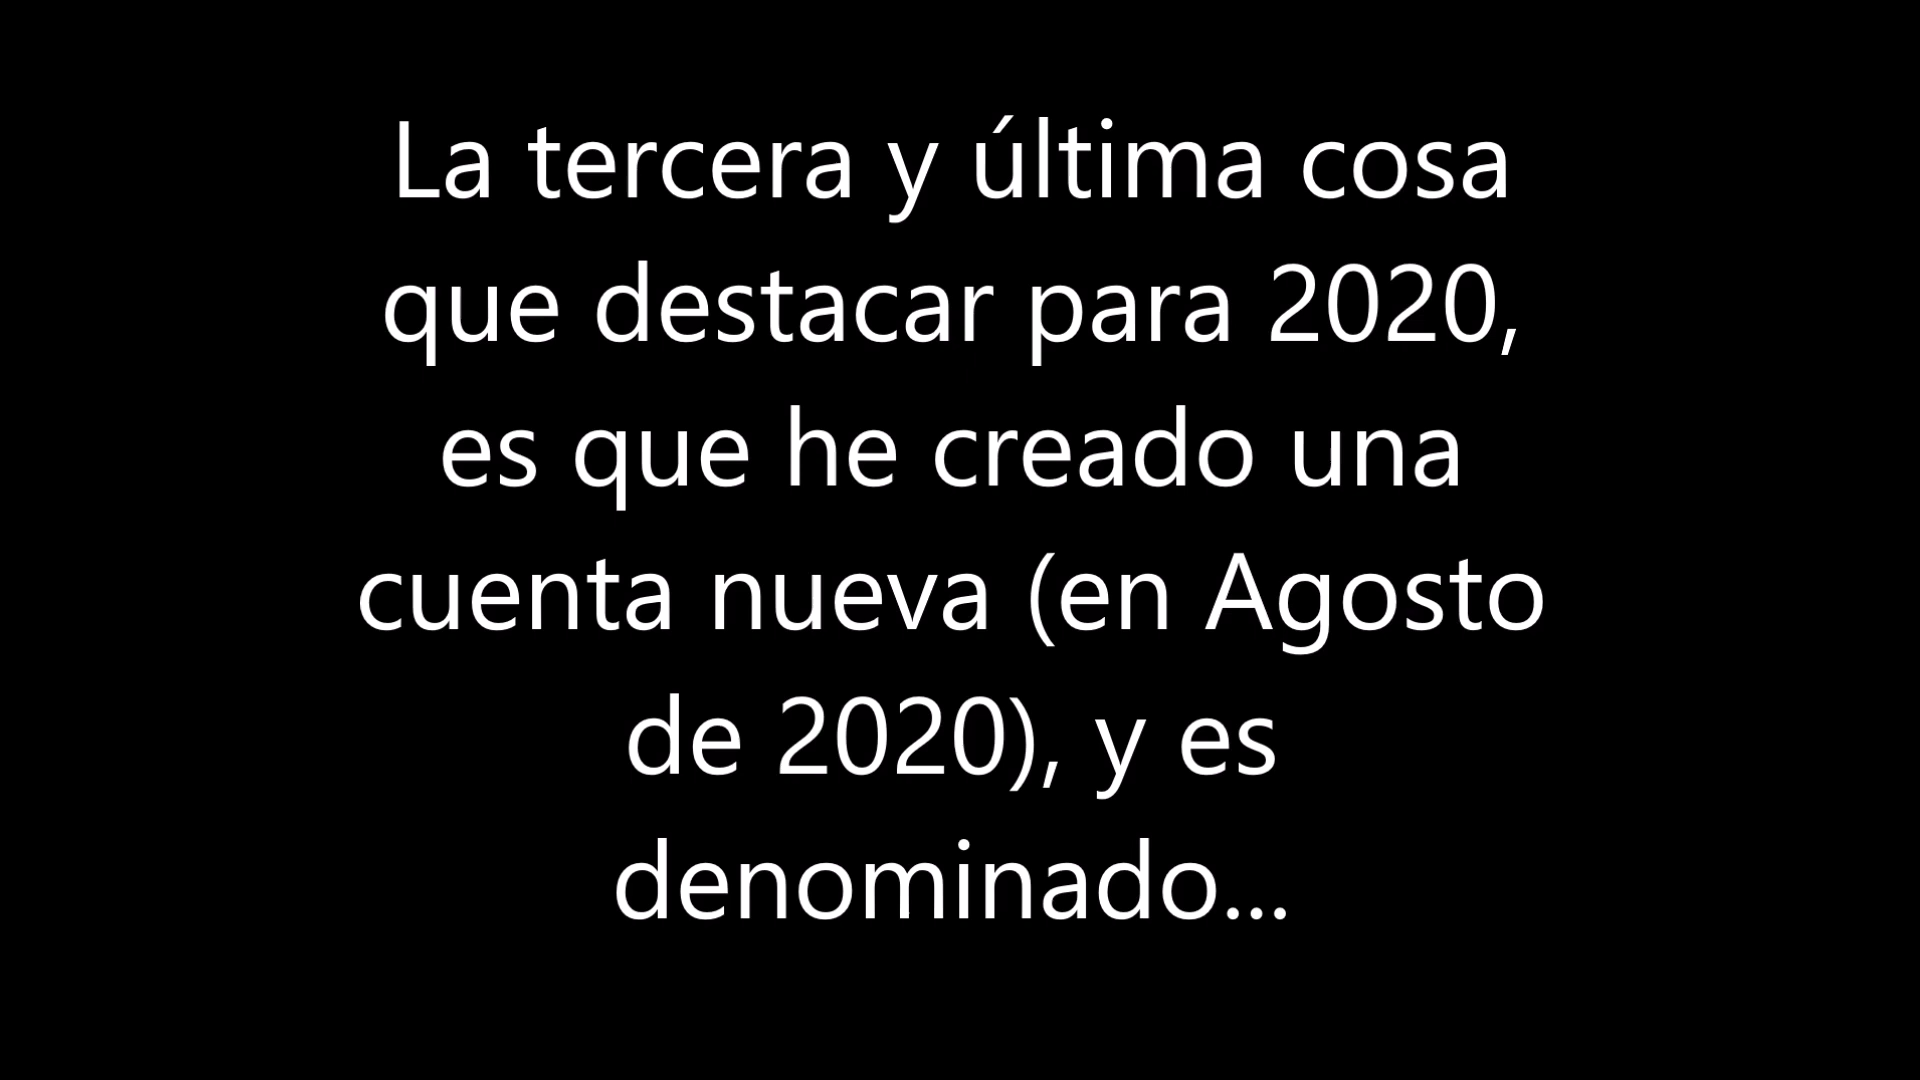 La tercera y última cosa
que destacar para 2020,
es que he creado una
cuenta nueva (en Agosto
de 2020), y es
denominado...